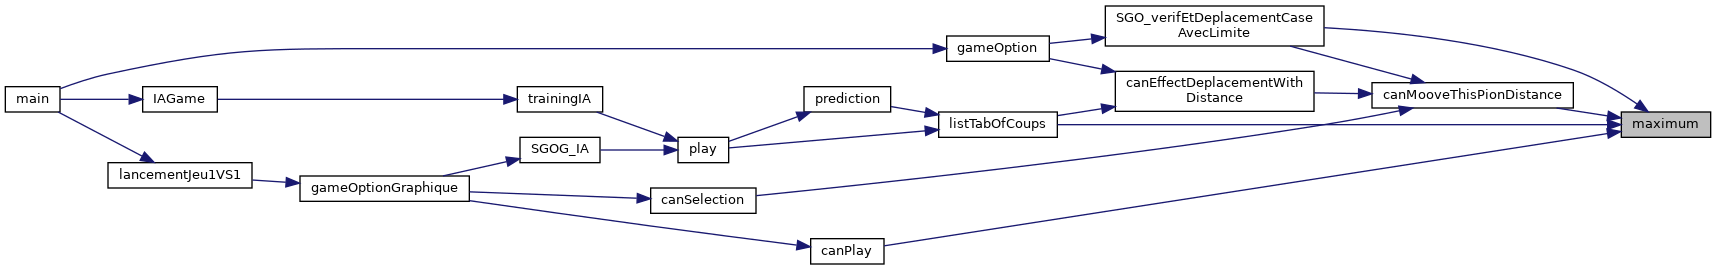 main
IAGame
lancementJeu1VS1
gameOptionGraphique
trainingIA
SGOG_IA
play
canSelection
prediction
canPlay
gameOption
listTabOfCoups
SGO_verifEtDeplacementCase
AvecLimite
canEffectDeplacementWith
Distance
canMooveThisPionDistance
maximum